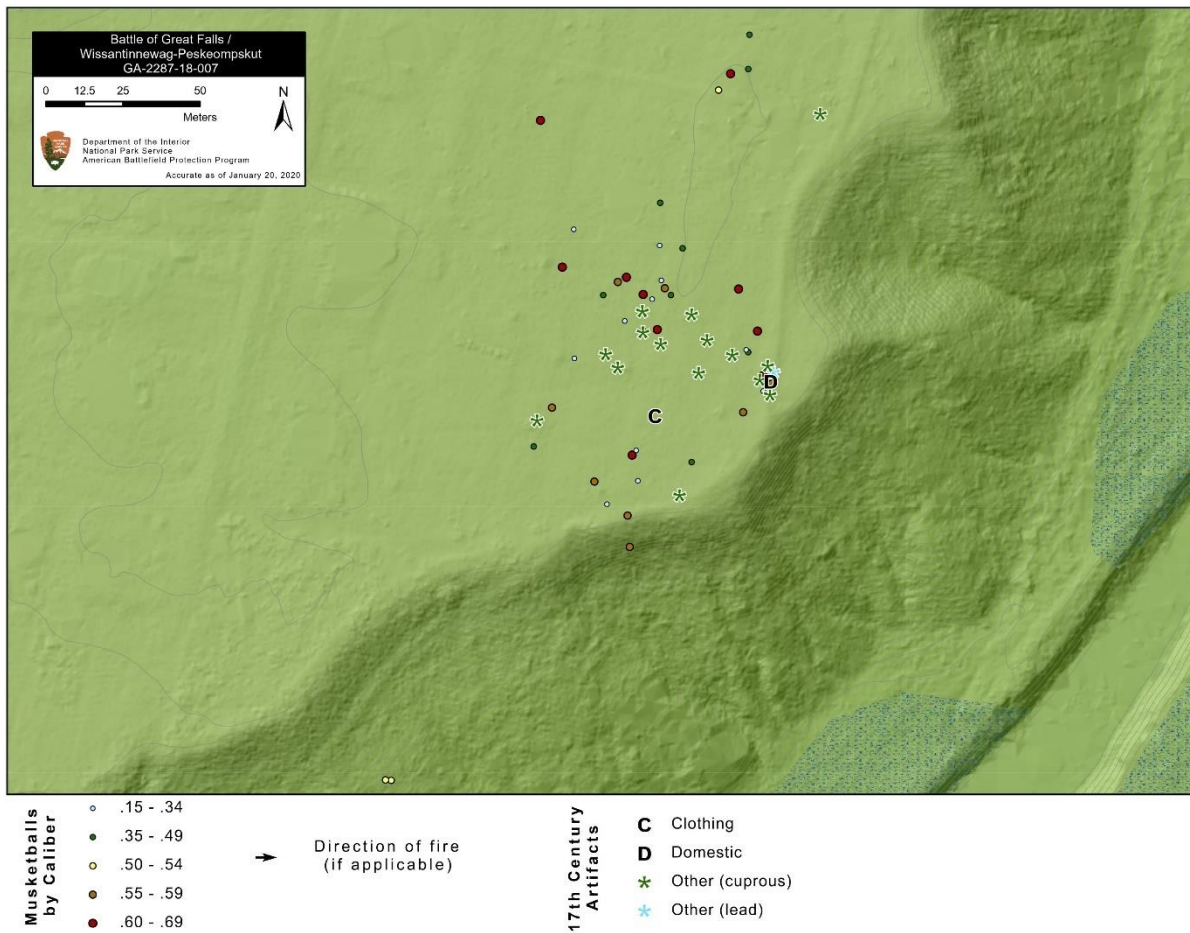 Battle of Great Falls /
Wissantinnewag-Peskeompskut
GA-2287-18-007
0 12.5 25 50
Meters
N
Department of the Interior
National Park Service
American Battlefield Protection Program
Accurate as of January 20, 2020
C
D
Musketballs
by Caliber
.15 - .34
.35 - .49
.50 - .54
.55 - .59
.60 - .69
Direction of fire
(if applicable)
17th Century
Artifacts
C Clothing
D Domestic
Other (cuprous)
Other (lead)